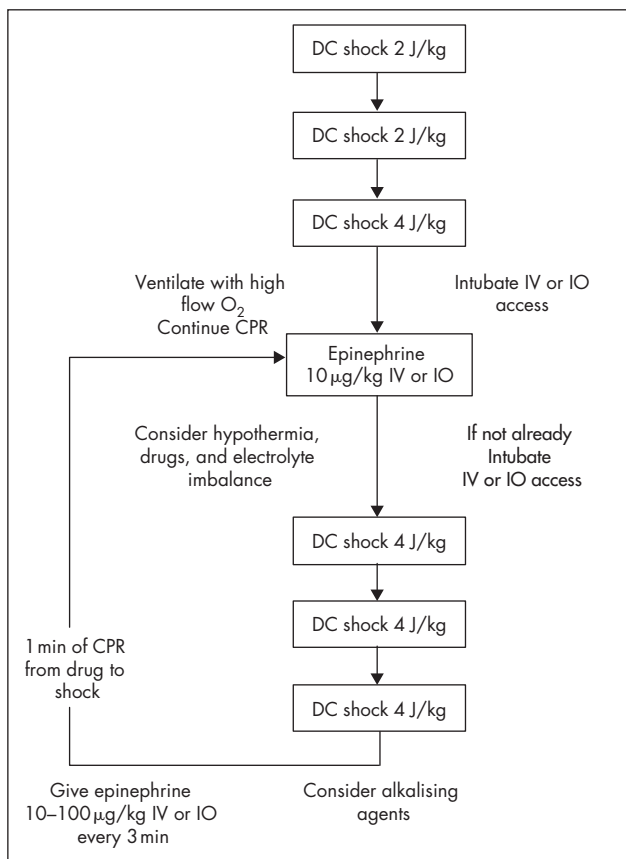 DC shock 2 J/kg
DC shock 2 J/kg
DC shock 4 J/kg
Ventilate with high
flow O₂
Continue CPR
Intubate IV or IO
access
Epinephrine
10 µg/kg IV or IO
Consider hypothermia,
drugs, and electrolyte
imbalance
If not already
Intubate
IV or IO access
DC shock 4 J/kg
DC shock 4 J/kg
DC shock 4 J/kg
1 min of CPR
from drug to
shock
Give epinephrine
10–100 µg/kg IV or IO
every 3 min
Consider alkalising
agents